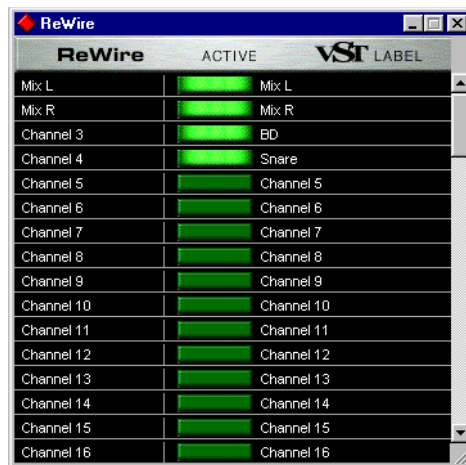 ReWire
ReWire ACTIVE VST LABEL
Mix L Mix L
Mix R Mix R
Channel 3 BD
Channel 4 Snare
Channel 5 Channel 5
Channel 6 Channel 6
Channel 7 Channel 7
Channel 8 Channel 8
Channel 9 Channel 9
Channel 10 Channel 10
Channel 11 Channel 11
Channel 12 Channel 12
Channel 13 Channel 13
Channel 14 Channel 14
Channel 15 Channel 15
Channel 16 Channel 16